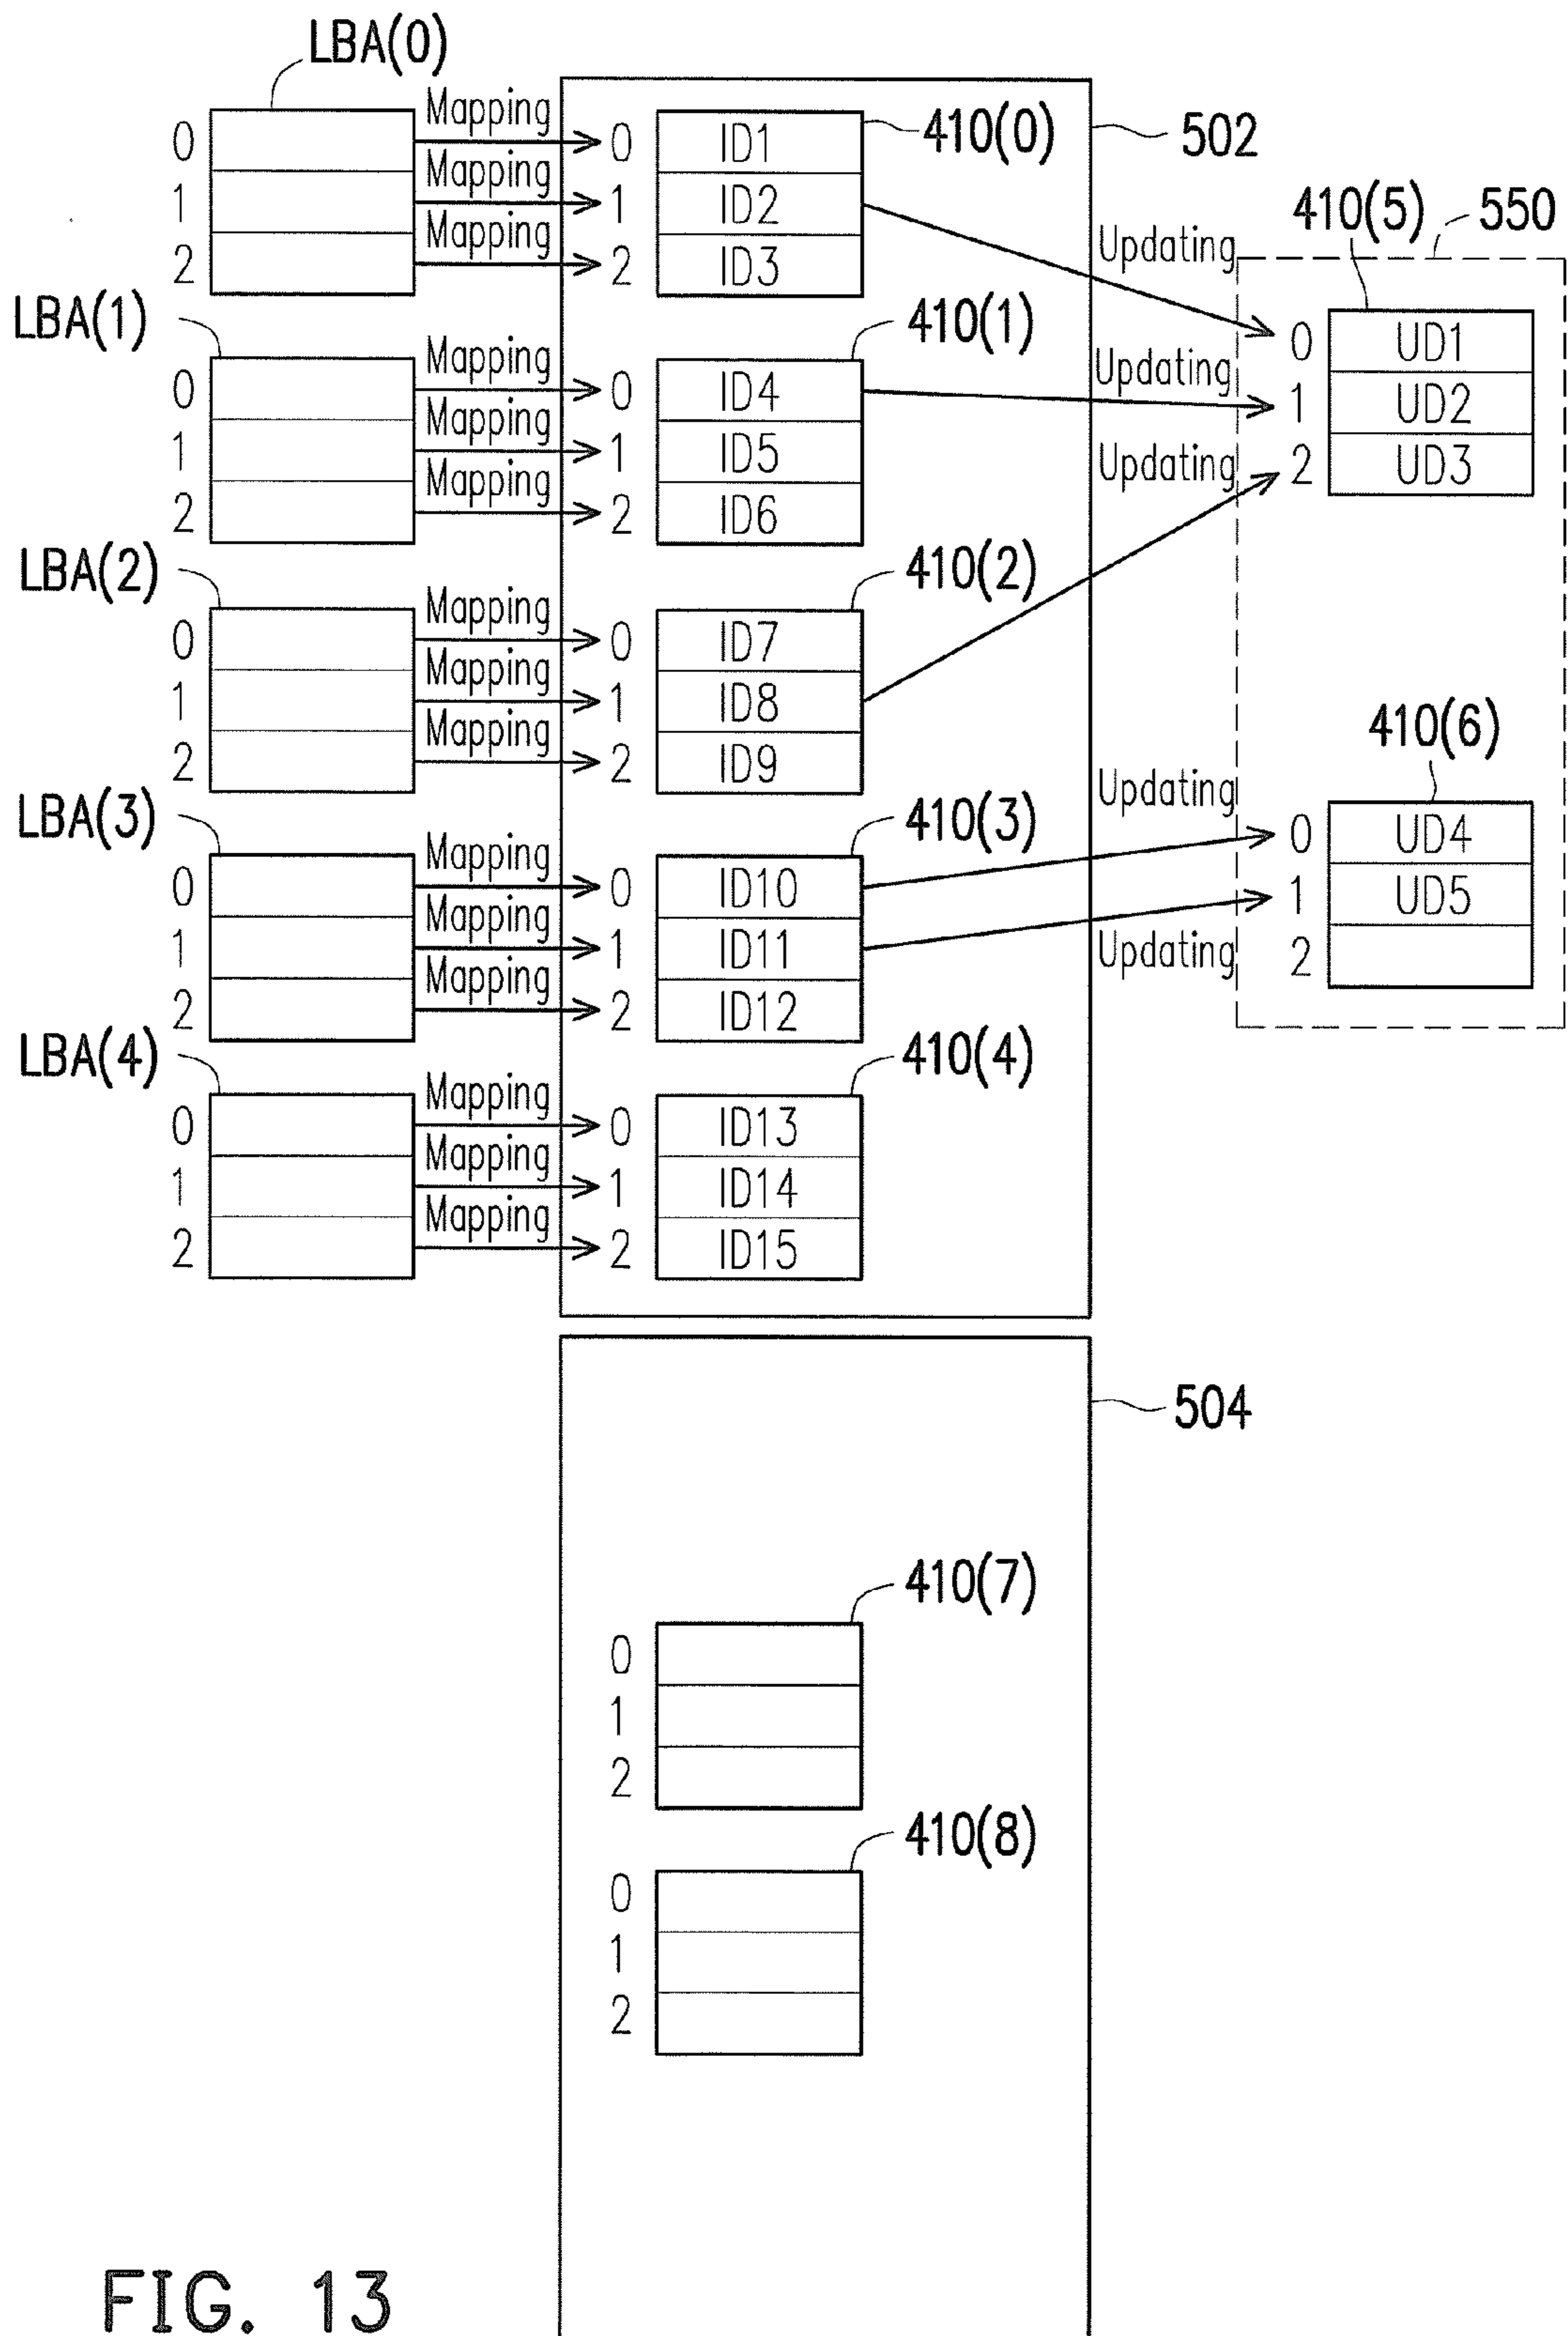 LBA(0)
Mapping
0 0 ID1 410(0) 502
Mapping
1 1 ID2 410(5) 550
Mapping
2 2 ID3 Updating
LBA(1) 410(1)
0 UD1
Mapping
0 0 ID4 Updating 1 UD2
Mapping
1 1 ID5 Updating 2 UD3
Mapping
2 2 ID6
LBA(2) 410(2)
Mapping
0 0 ID7
Mapping
1 1 ID8 410(6)
Mapping
2 2 ID9 Updating
LBA(3) 410(3)
0 UD4
Mapping
0 0 ID10
1 UD5
Mapping
1 1 ID11 Updating 2
Mapping
2 2 ID12
LBA(4) 410(4)
Mapping
0 0 ID13
Mapping
1 1 ID14
Mapping
2 2 ID15
504
410(7)
0
1
2
410(8)
0
1
2
FIG. 13